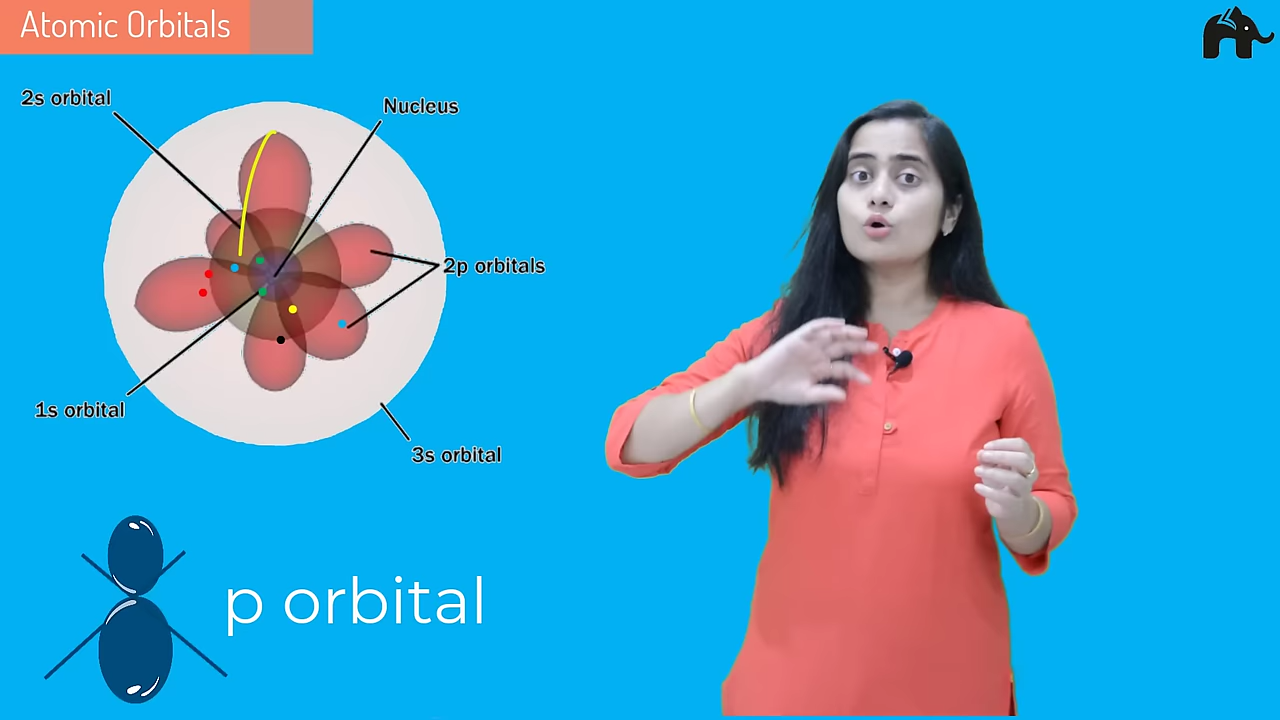 Atomic Orbitals
2s orbital
Nucleus
2p orbitals
1s orbital
3s orbital
p orbital